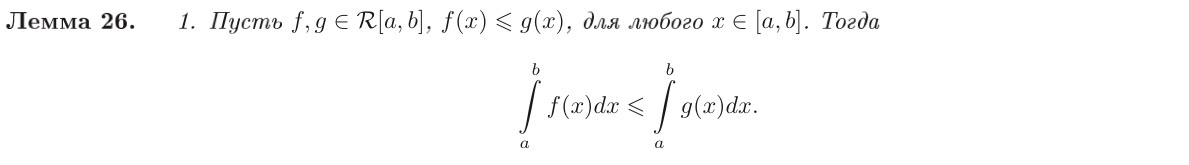 Лемма 26. 1. Пусть f, g ∈ ℛ[a, b], f(x) ⩽ g(x), для любого x ∈ [a, b]. Тогда
∫_a^b f(x)dx ⩽ ∫_a^b g(x)dx.